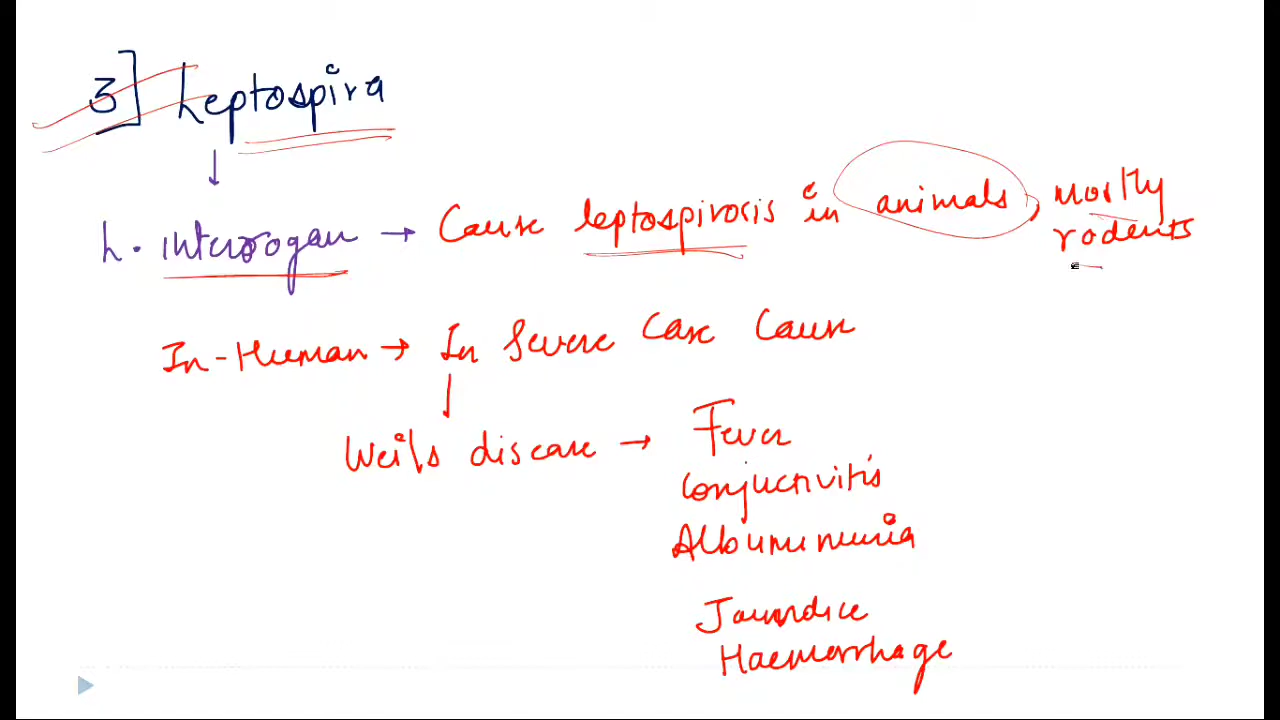 3] Leptospira
L. interrogan → Cause leptospirosis in animals, mostly
rodents
In-Human → In Severe Case Cause
Weils disease → Fever
Conjuctivitis
Albuminuria
Jaundice
Haemorrhage